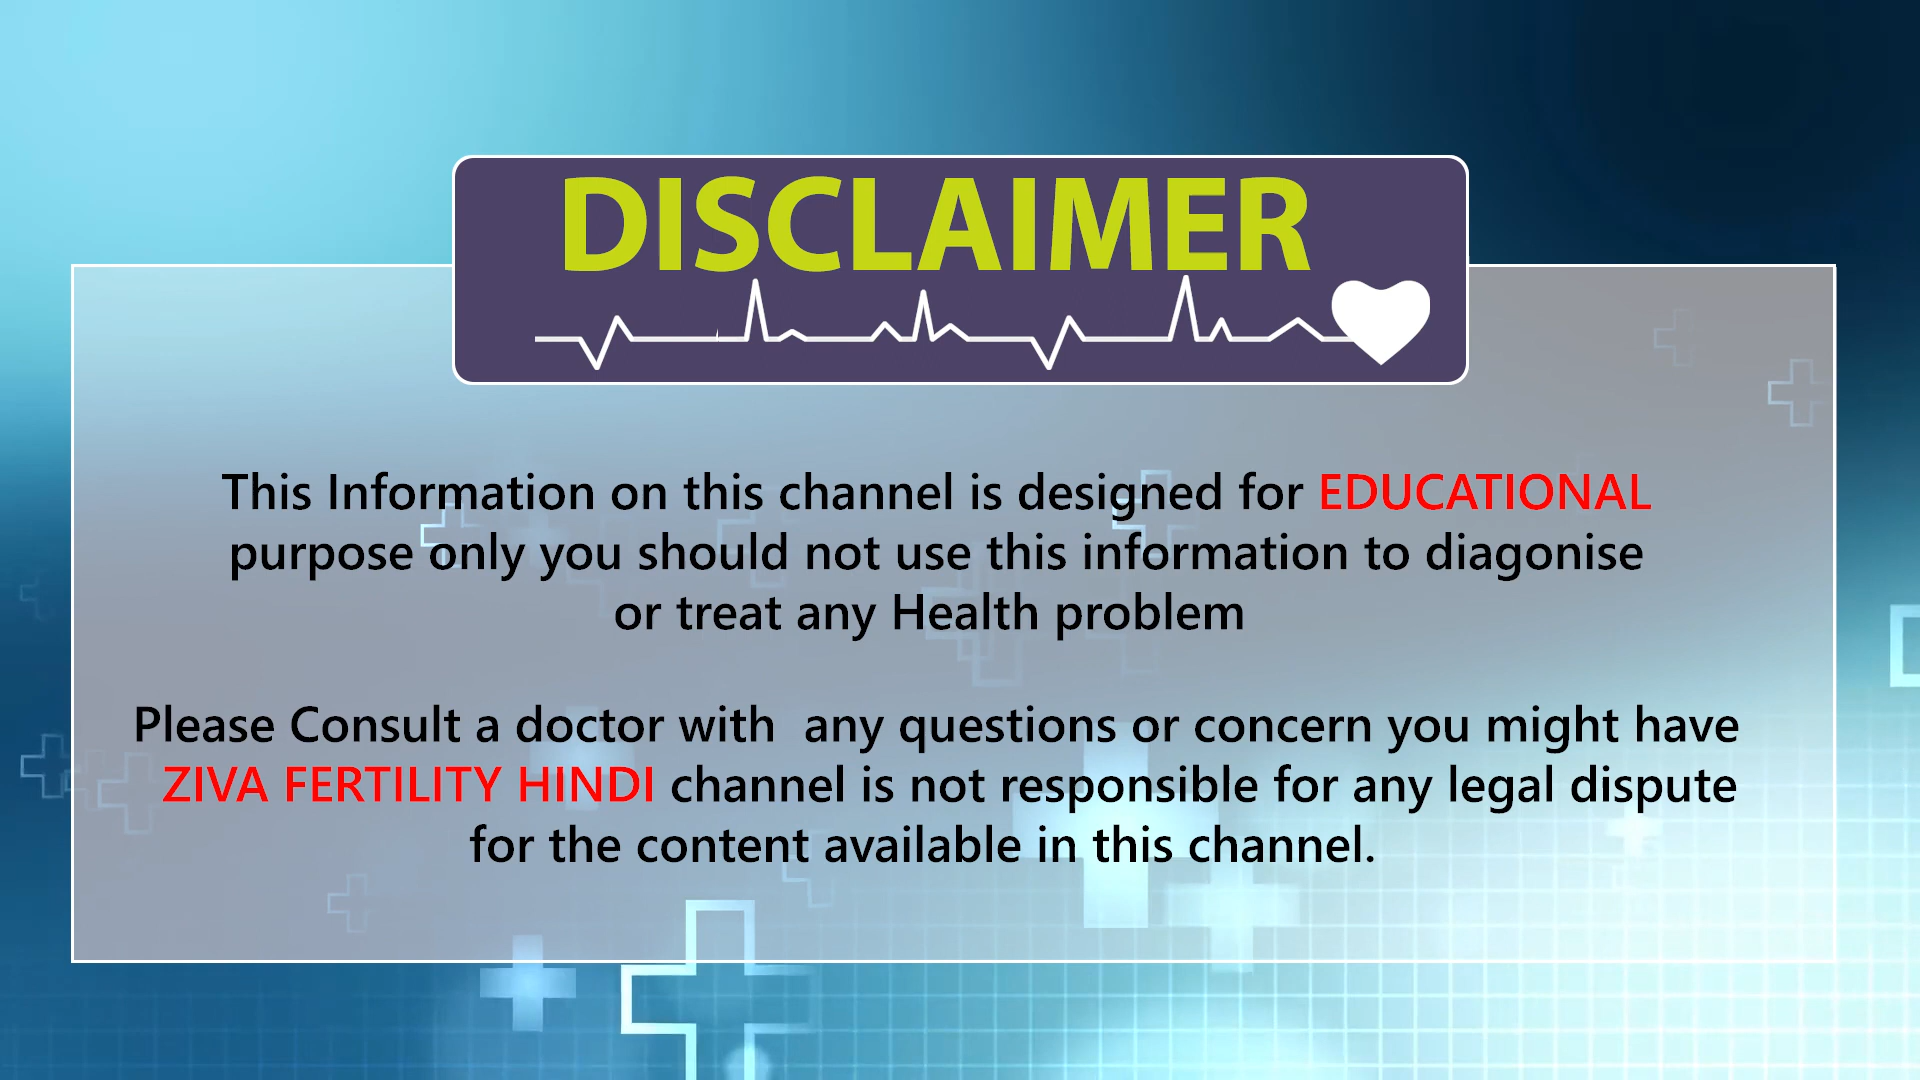 DISCLAIMER
This Information on this channel is designed for EDUCATIONAL
purpose only you should not use this information to diagonise
or treat any Health problem
Please Consult a doctor with  any questions or concern you might have
ZIVA FERTILITY HINDI channel is not responsible for any legal dispute
for the content available in this channel.